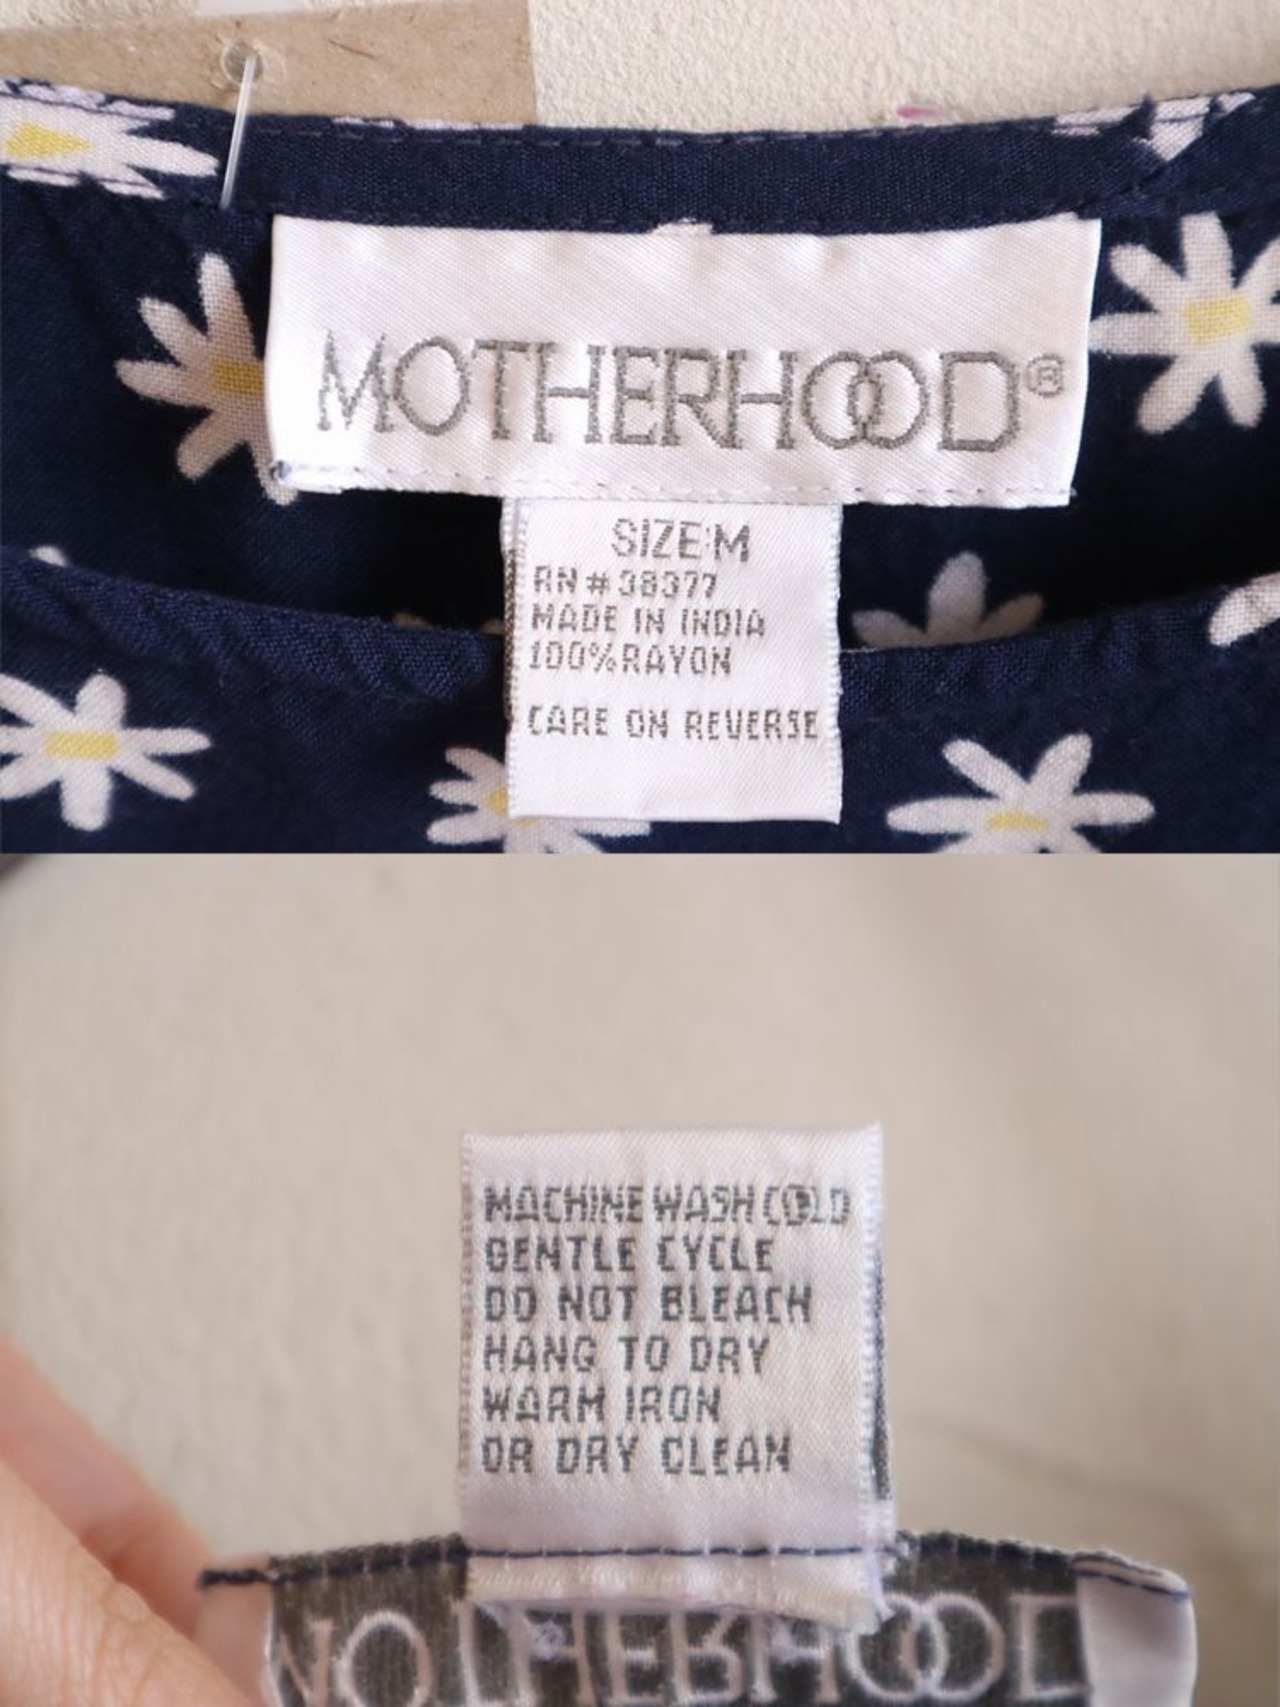 MOTHERHOOD®
SIZE:M
RN#38377
MADE IN INDIA
100%RAYON
CARE ON REVERSE
MACHINE WASH COLD
GENTLE CYCLE
DO NOT BLEACH
HANG TO DRY
WARM IRON
OR DRY CLEAN
MOTHERHOOD